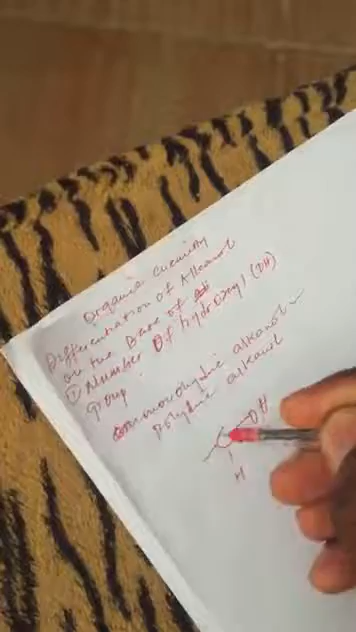 Organic Chemistry
Differentiation of Alkanol
on the Base of
① Number Of hydroxyl (OH)
group.
monohydric alkanol
polydric alkanol
C OH
H